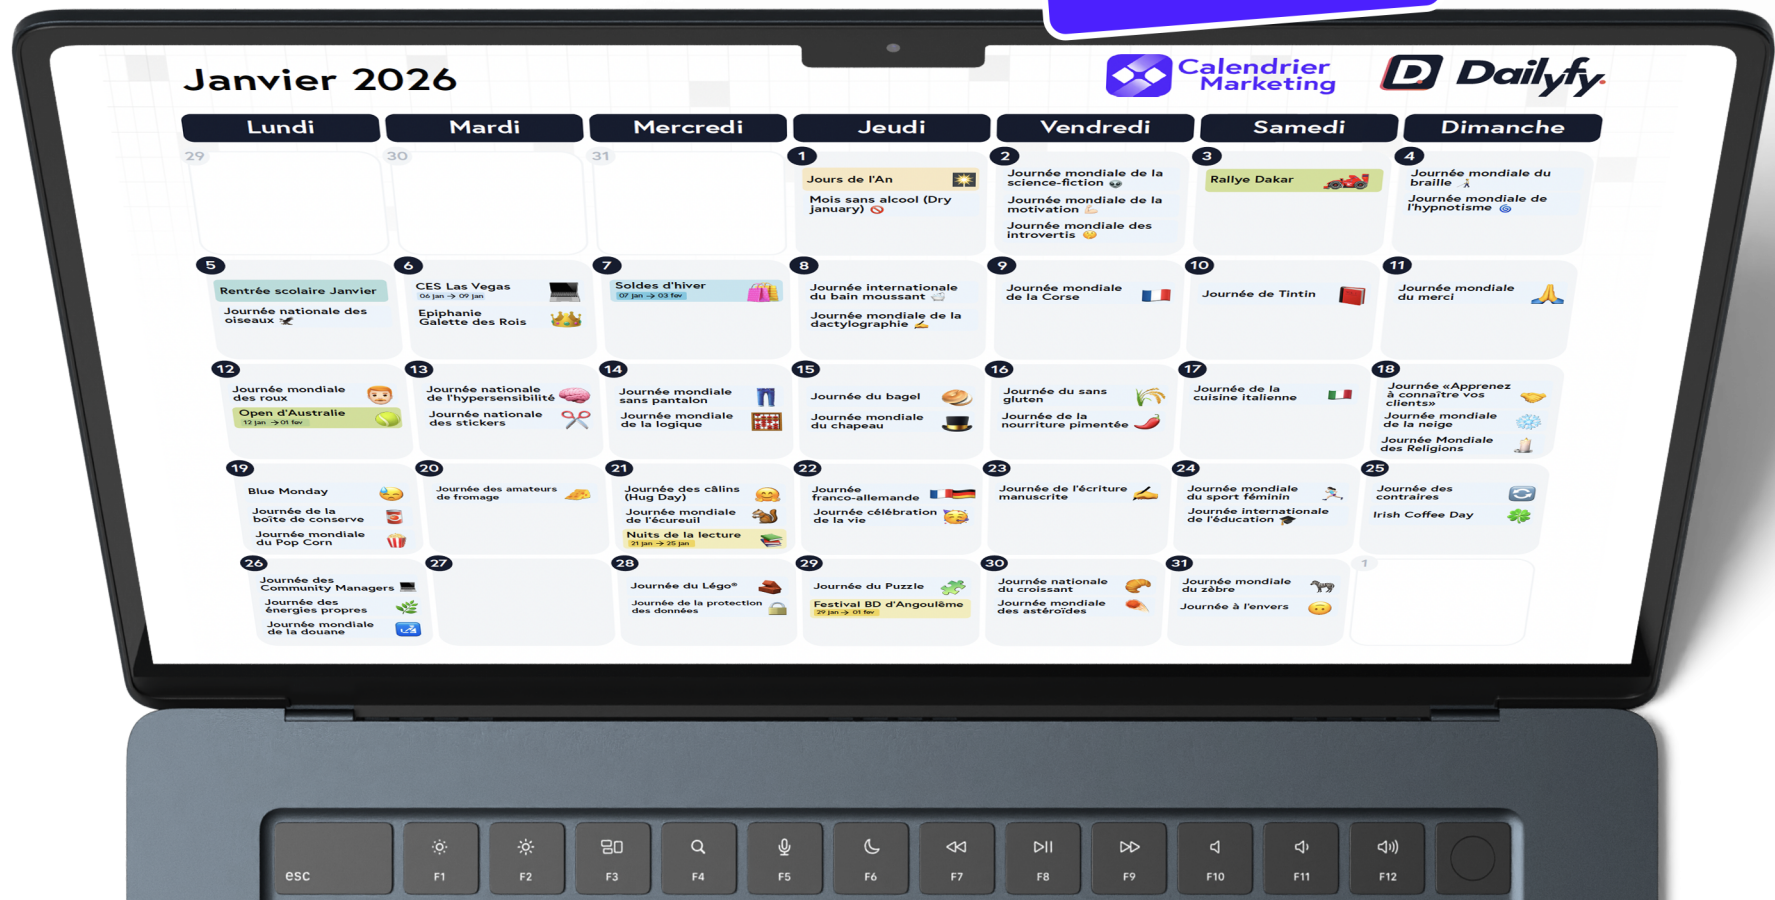 Janvier 2026
Calendrier
Marketing
D.
Dailyfy.
Lundi
Mardi
Mercredi
Jeudi
Vendredi
Samedi
Dimanche
29
30
31
1
Jours de l'An
Mois sans alcool (Dry
january)
2
Journée mondiale de la
science-fiction
Journée mondiale de la
motivation
Journée mondiale des
introvertis
3
Rallye Dakar
4
Journée mondiale du
braille
Journée mondiale de
l'hypnotisme
5
Rentrée scolaire Janvier
Journée nationale des
oiseaux
6
CES Las Vegas
06 jan → 09 jan
Epiphanie
Galette des Rois
7
Soldes d'hiver
07 jan → 03 fev
8
Journée internationale
du bain moussant
Journée mondiale de la
dactylographie
9
Journée mondiale
de la Corse
10
Journée de Tintin
11
Journée mondiale
du merci
12
Journée mondiale
des roux
Open d'Australie
12 jan → 01 fev
13
Journée nationale
de l'hypersensibilité
Journée nationale
des stickers
14
Journée mondiale
sans pantalon
Journée mondiale
de la logique
15
Journée du bagel
Journée mondiale
du chapeau
16
Journée du sans
gluten
Journée de la
nourriture pimentée
17
Journée de la
cuisine italienne
18
Journée «Apprenez
à connaître vos
clients»
Journée mondiale
de la neige
Journée Mondiale
des Religions
19
Blue Monday
Journée de la
boîte de conserve
Journée mondiale
du Pop Corn
20
Journée des amateurs
de fromage
21
Journée des câlins
(Hug Day)
Journée mondiale
de l'écureuil
Nuits de la lecture
21 jan → 25 jan
22
Journée
franco-allemande
Journée célébration
de la vie
23
Journée de l'écriture
manuscrite
24
Journée mondiale
du sport féminin
Journée internationale
de l'éducation
25
Journée des
contraires
Irish Coffee Day
26
Journée des
Community Managers
Journée des
énergies propres
Journée mondiale
de la douane
27
28
Journée du Légo®
Journée de la protection
des données
29
Journée du Puzzle
Festival BD d'Angoulême
29 jan → 01 fev
30
Journée nationale
du croissant
Journée mondiale
des astéroïdes
31
Journée mondiale
du zèbre
Journée à l'envers
1
esc
F1
F2
F3
F4
F5
F6
F7
F8
F9
F10
F11
F12